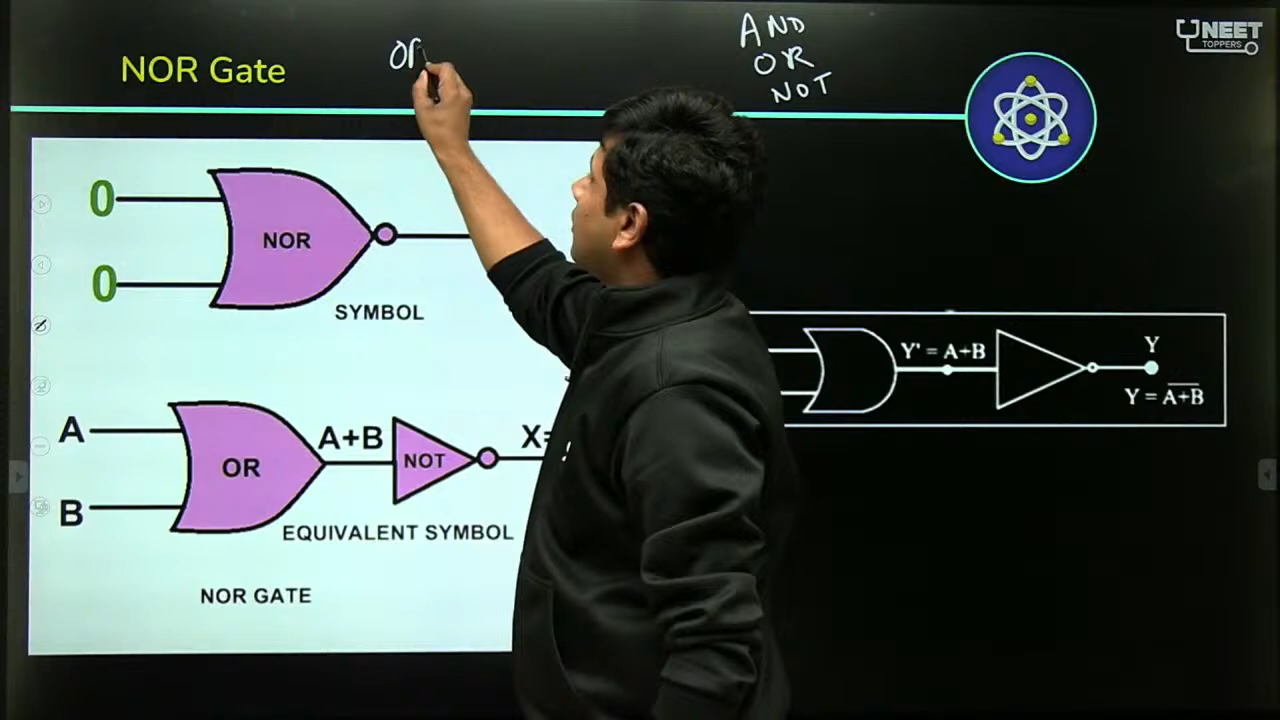 NOR Gate
OR
AND
OR
NOT
NEET
TOPPERS
0
0
NOR
SYMBOL
A
B
OR
A+B
NOT
X=
EQUIVALENT SYMBOL
NOR GATE
Y' = A+B
Y
Y = A̅+̅B̅